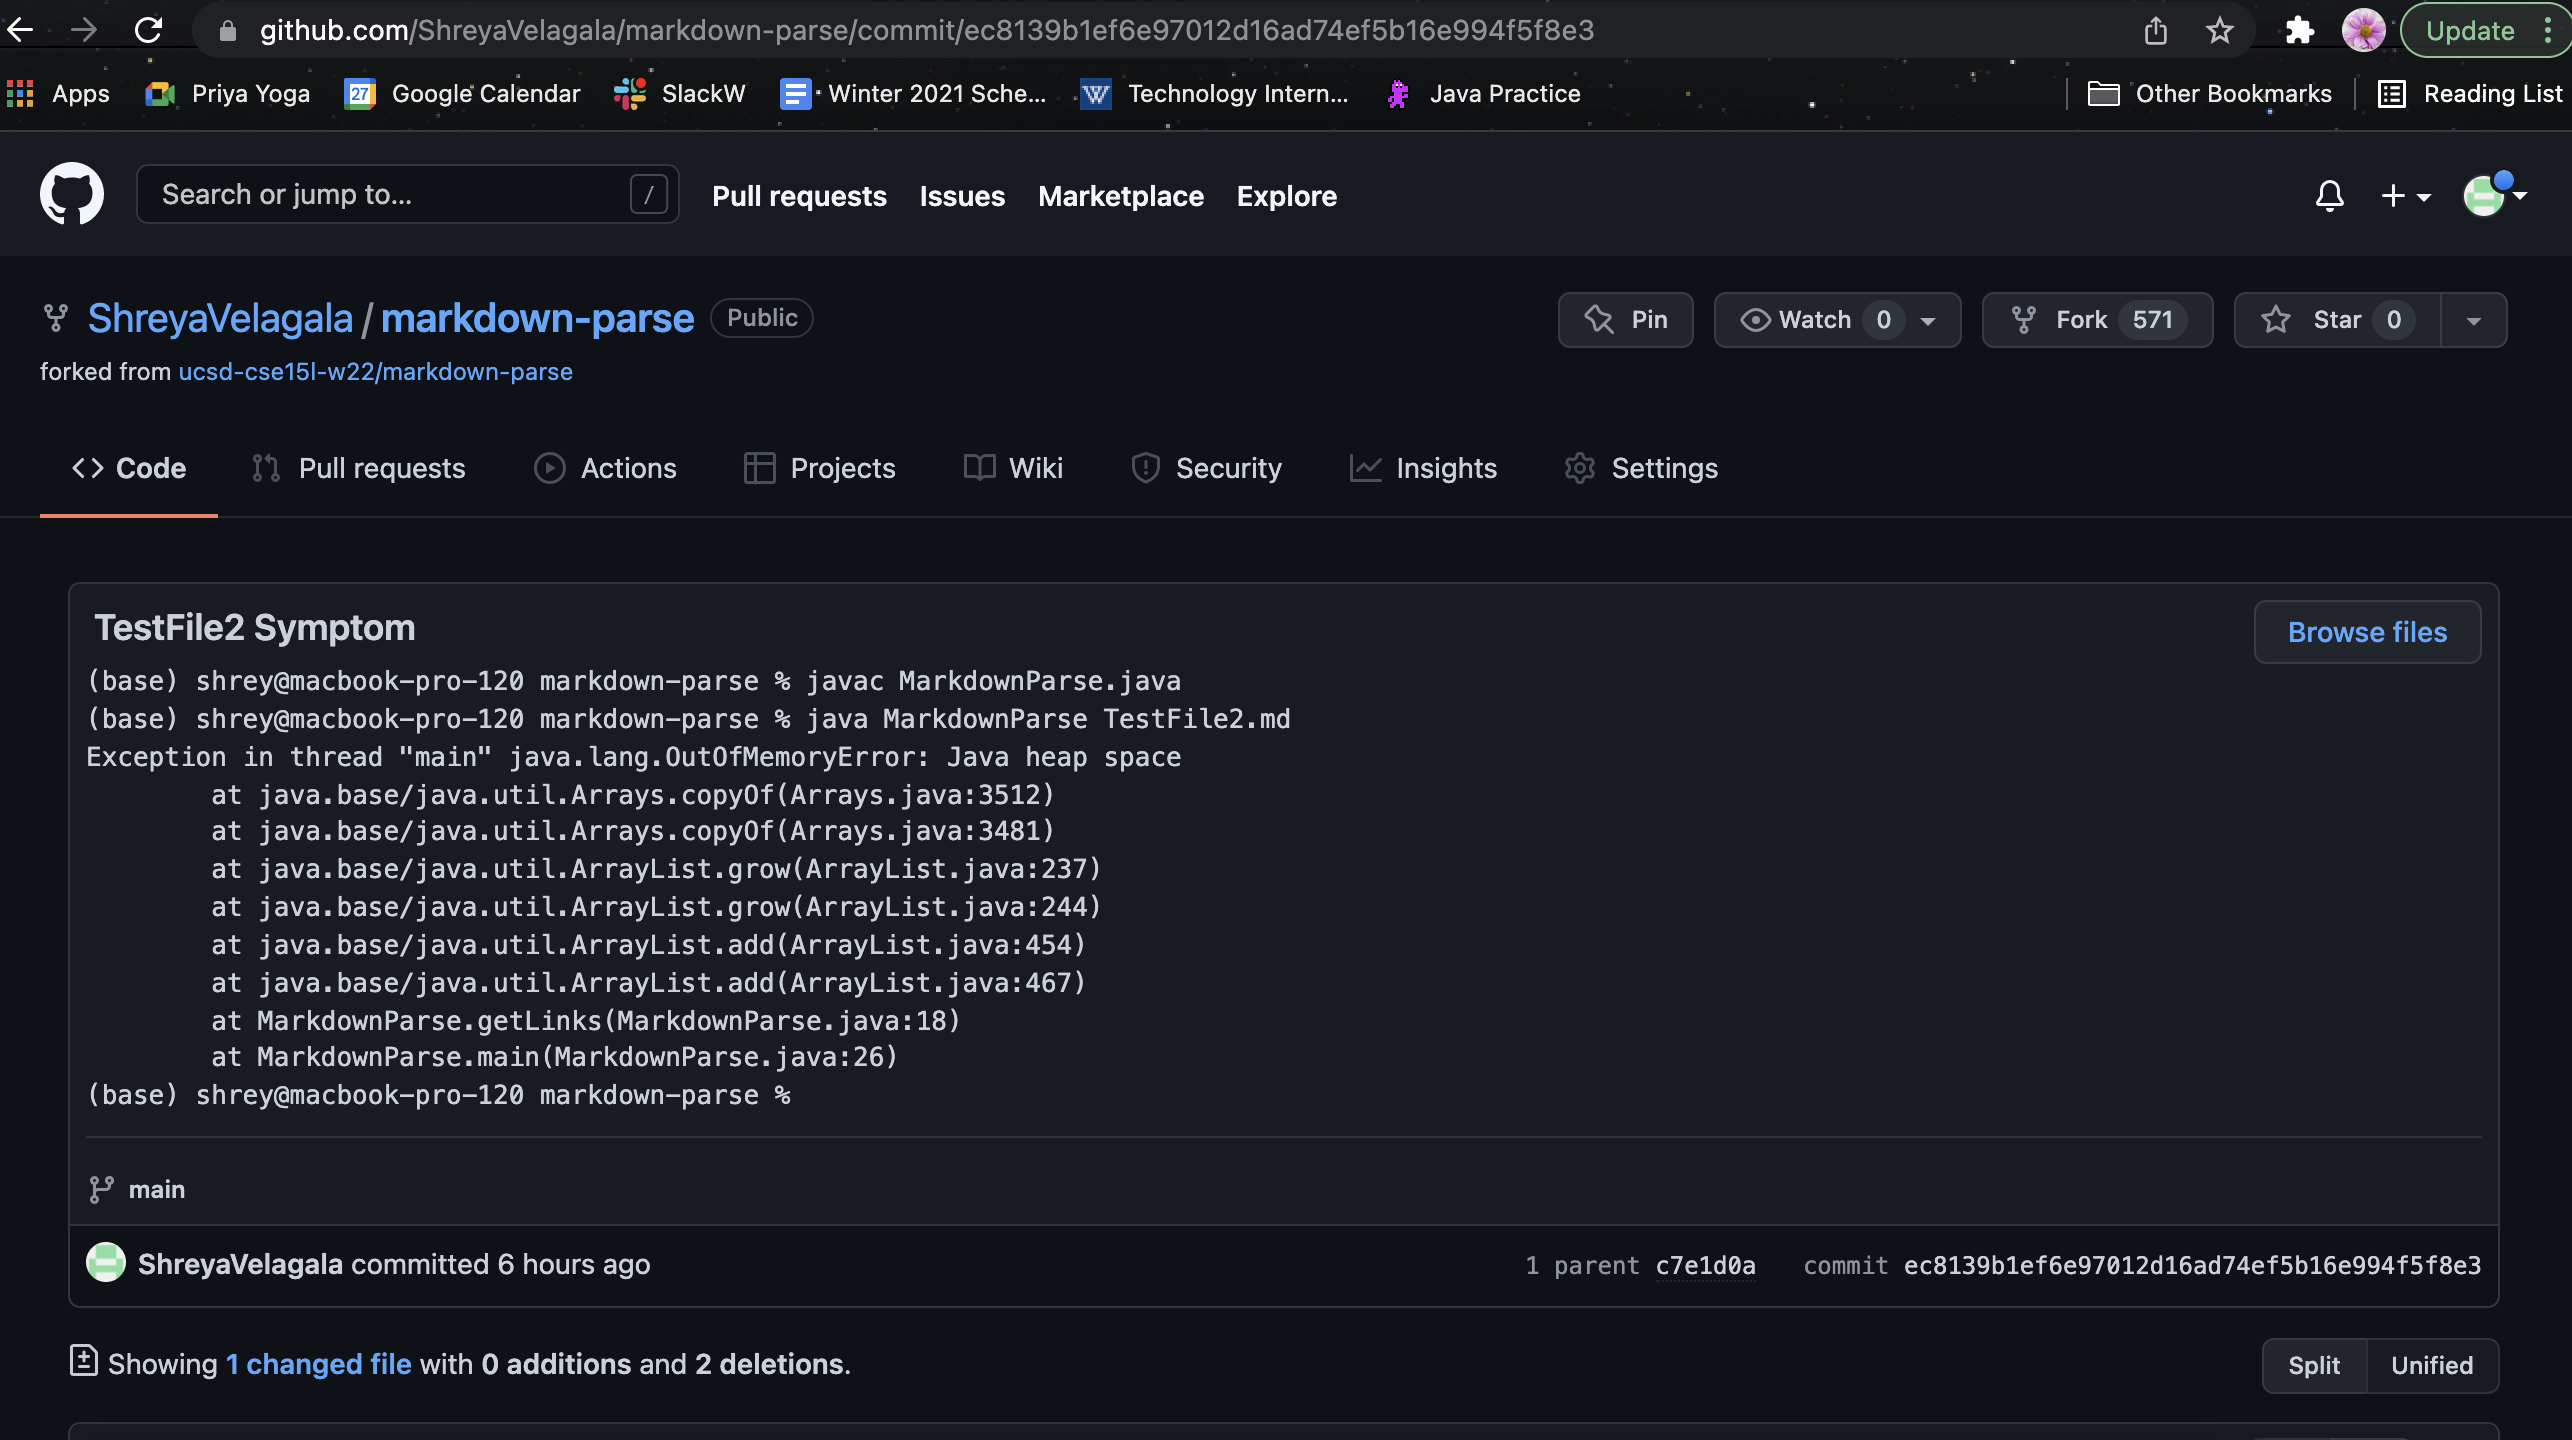 github.com/ShreyaVelagala/markdown-parse/commit/ec8139b1ef6e97012d16ad74ef5b16e994f5f8e3
Update
Apps
Priya Yoga
27
Google Calendar
SlackW
Winter 2021 Sche...
W
Technology Intern...
Java Practice
Other Bookmarks
Reading List
Search or jump to...
/
Pull requests
Issues
Marketplace
Explore
ShreyaVelagala / markdown-parse
Public
Pin
Watch 0
Fork 571
Star 0
forked from ucsd-cse15l-w22/markdown-parse
Code
Pull requests
Actions
Projects
Wiki
Security
Insights
Settings
TestFile2 Symptom
Browse files
(base) shrey@macbook-pro-120 markdown-parse % javac MarkdownParse.java
(base) shrey@macbook-pro-120 markdown-parse % java MarkdownParse TestFile2.md
Exception in thread "main" java.lang.OutOfMemoryError: Java heap space
at java.base/java.util.Arrays.copyOf(Arrays.java:3512)
at java.base/java.util.Arrays.copyOf(Arrays.java:3481)
at java.base/java.util.ArrayList.grow(ArrayList.java:237)
at java.base/java.util.ArrayList.grow(ArrayList.java:244)
at java.base/java.util.ArrayList.add(ArrayList.java:454)
at java.base/java.util.ArrayList.add(ArrayList.java:467)
at MarkdownParse.getLinks(MarkdownParse.java:18)
at MarkdownParse.main(MarkdownParse.java:26)
(base) shrey@macbook-pro-120 markdown-parse %
main
ShreyaVelagala committed 6 hours ago
1 parent c7e1d0a commit ec8139b1ef6e97012d16ad74ef5b16e994f5f8e3
Showing 1 changed file with 0 additions and 2 deletions.
Split
Unified